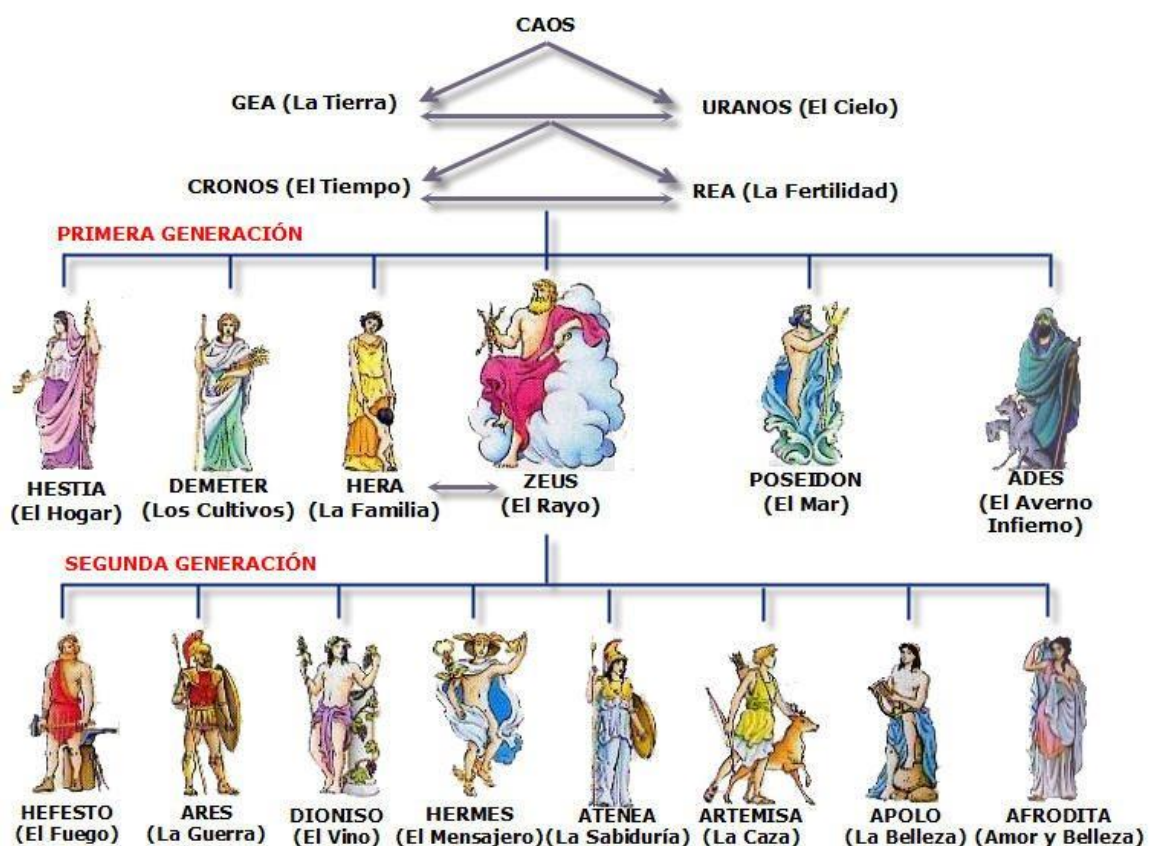 CAOS
GEA (La Tierra)
URANOS (El Cielo)
CRONOS (El Tiempo)
REA (La Fertilidad)
PRIMERA GENERACIÓN
HESTIA
(El Hogar)
DEMETER
(Los Cultivos)
HERA
(La Familia)
ZEUS
(El Rayo)
POSEIDON
(El Mar)
ADES
(El Averno
Infierno)
SEGUNDA GENERACIÓN
HEFESTO
(El Fuego)
ARES
(La Guerra)
DIONISO
(El Vino)
HERMES
(El Mensajero)
ATENEA
(La Sabiduría)
ARTEMISA
(La Caza)
APOLO
(La Belleza)
AFRODITA
(Amor y Belleza)